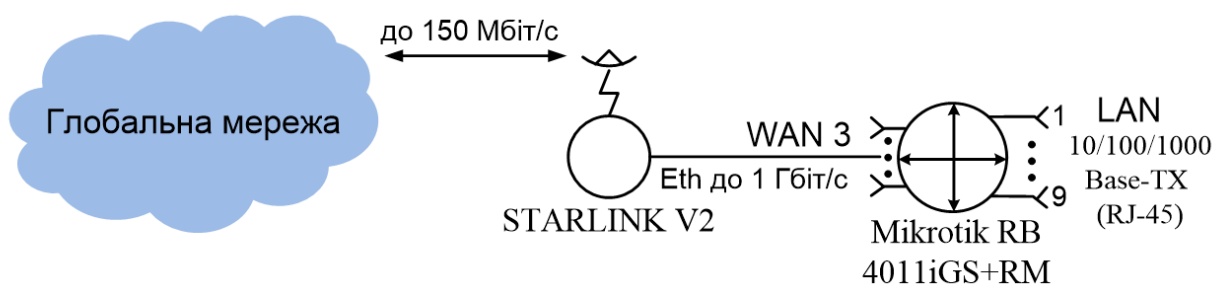 до 150 Мбіт/с
Глобальна мережа
WAN 3
Eth до 1 Гбіт/с
STARLINK V2
1
9
LAN
10/100/1000
Base-TX
(RJ-45)
Mikrotik RB
4011iGS+RM